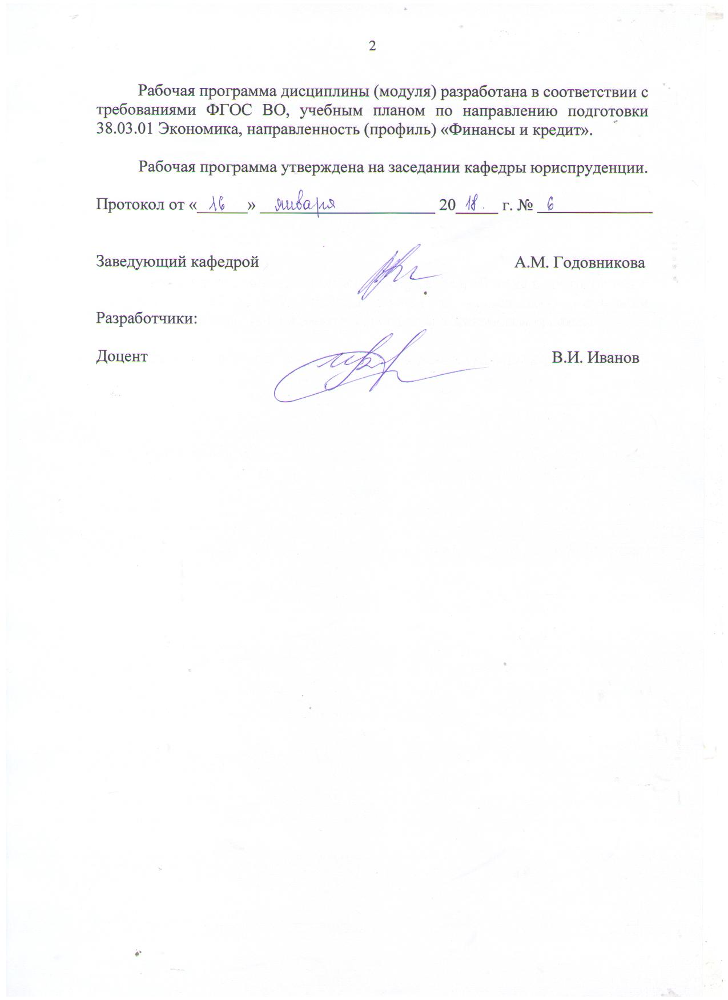 2
Рабочая программа дисциплины (модуля) разработана в соответствии с
требованиями ФГОС ВО, учебным планом по направлению подготовки
38.03.01 Экономика, направленность (профиль) «Финансы и кредит».
Рабочая программа утверждена на заседании кафедры юриспруденции.
Протокол от « 16 » января 20 18. г. № 6
Заведующий кафедрой А.М. Годовникова
Разработчики:
Доцент В.И. Иванов